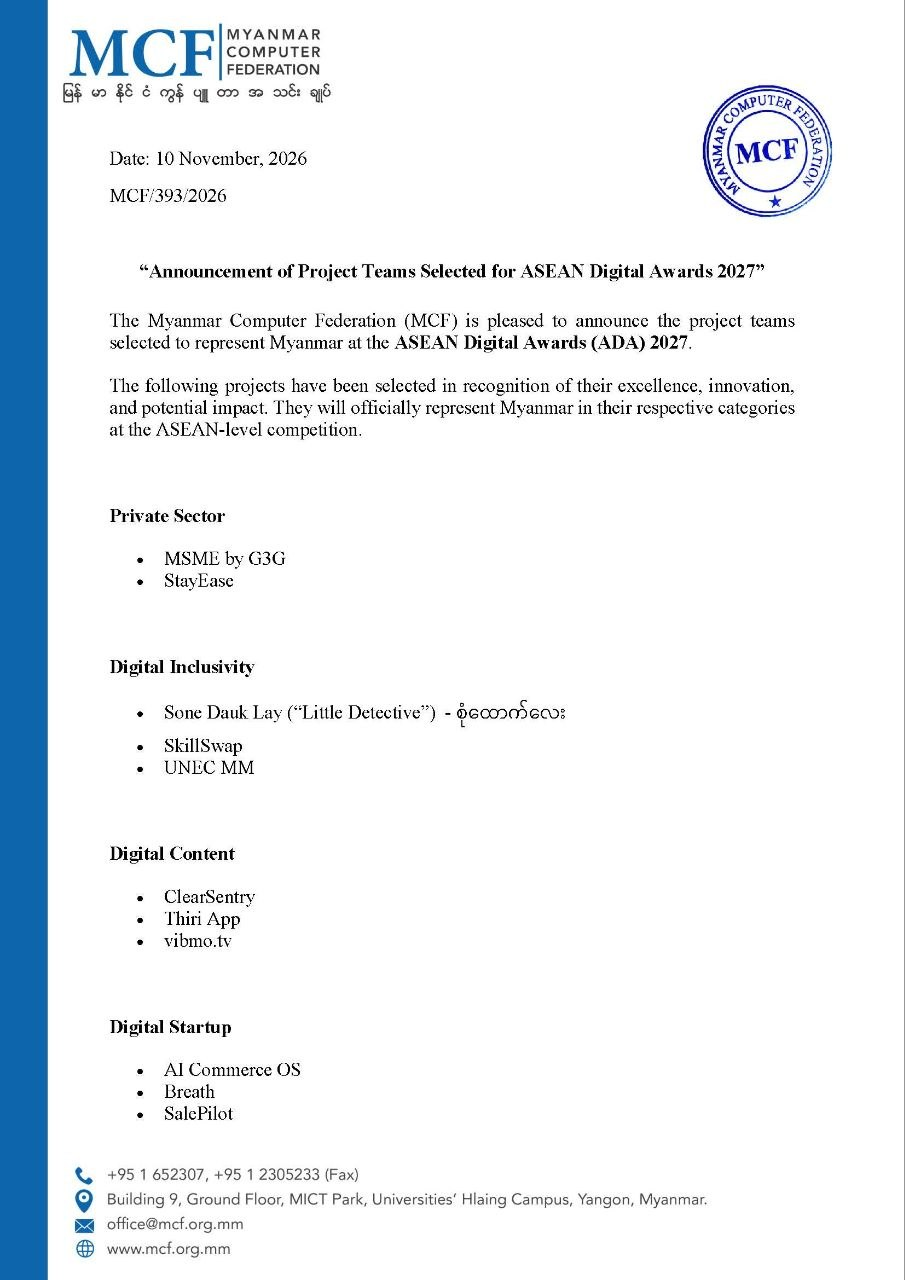 MCF
MYANMAR
COMPUTER
FEDERATION
မြန် မာ နိုင် ငံ ကွန် ပျူ တာ အ သင်း ချုပ်
MYANMAR COMPUTER FEDERATION
MCF
Date: 10 November, 2026
MCF/393/2026
“Announcement of Project Teams Selected for ASEAN Digital Awards 2027”
The Myanmar Computer Federation (MCF) is pleased to announce the project teams
selected to represent Myanmar at the ASEAN Digital Awards (ADA) 2027.
The following projects have been selected in recognition of their excellence, innovation,
and potential impact. They will officially represent Myanmar in their respective categories
at the ASEAN-level competition.
Private Sector
• MSME by G3G
• StayEase
Digital Inclusivity
• Sone Dauk Lay (“Little Detective”) - စုံထောက်လေး
• SkillSwap
• UNEC MM
Digital Content
• ClearSentry
• Thiri App
• vibmo.tv
Digital Startup
• AI Commerce OS
• Breath
• SalePilot
+95 1 652307, +95 1 2305233 (Fax)
Building 9, Ground Floor, MICT Park, Universities’ Hlaing Campus, Yangon, Myanmar.
office@mcf.org.mm
www.mcf.org.mm